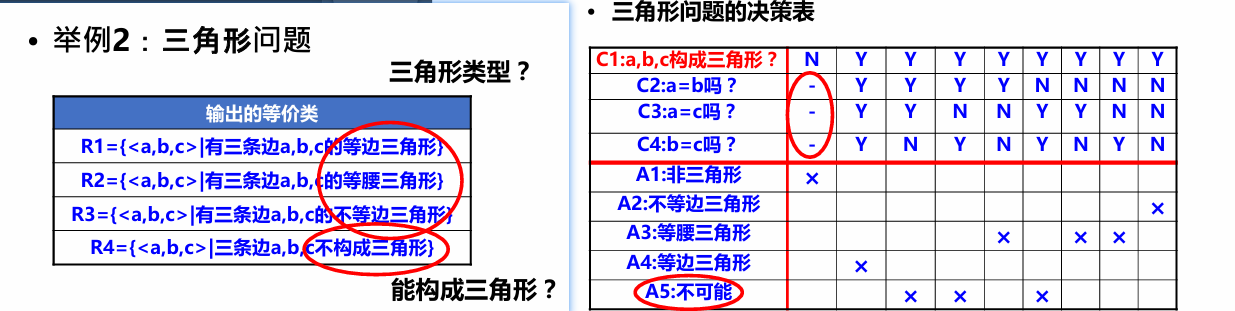 • 举例2：三角形问题
三角形类型？
输出的等价类
R1={<a,b,c>|有三条边a,b,c的等边三角形}
R2={<a,b,c>|有三条边a,b,c的等腰三角形}
R3={<a,b,c>|有三条边a,b,c的不等边三角形}
R4={<a,b,c>|三条边a,b,c不构成三角形}
能构成三角形？
• 三角形问题的决策表
C1:a,b,c构成三角形？ N Y Y Y Y Y Y Y Y
C2:a=b吗？ - Y Y Y Y N N N N
C3:a=c吗？ - Y Y N N Y Y N N
C4:b=c吗？ - Y N Y N Y N Y N
A1:非三角形 ×
A2:不等边三角形 ×
A3:等腰三角形 × × ×
A4:等边三角形 ×
A5:不可能 × × ×